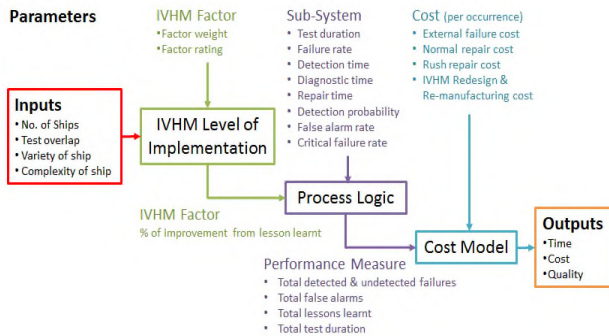 Parameters
IVHM Factor
• Factor weight
• Factor rating
Sub-System
• Test duration
• Failure rate
• Detection time
• Diagnostic time
• Repair time
• Detection probability
• False alarm rate
• Critical failure rate
Cost (per occurrence)
• External failure cost
• Normal repair cost
• Rush repair cost
• IVHM Redesign &
Re-manufacturing cost
Inputs
• No. of Ships
• Test overlap
• Variety of ship
• Complexity of ship
IVHM Level of
Implementation
IVHM Factor
% of improvement from lesson learnt
Process Logic
Performance Measure
• Total detected & undetected failures
• Total false alarms
• Total lessons learnt
• Total test duration
Cost Model
Outputs
•Time
•Cost
•Quality